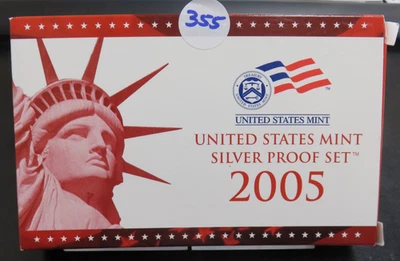 355
UNITED STATES MINT
UNITED STATES MINT
SILVER PROOF SET™
2005